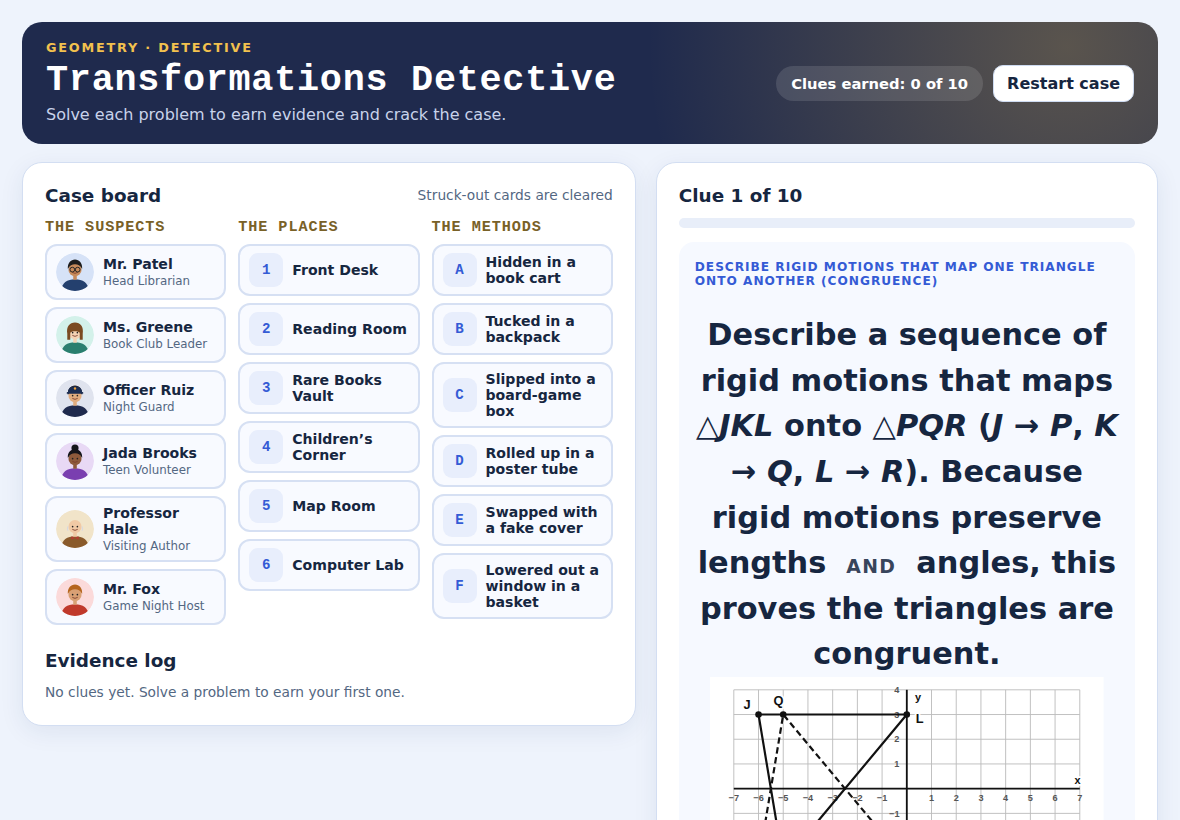 GEOMETRY · DETECTIVE
Transformations Detective
Solve each problem to earn evidence and crack the case.
Clues earned: 0 of 10
Restart case
Case board
Struck-out cards are cleared
THE SUSPECTS
Mr. Patel
Head Librarian
Ms. Greene
Book Club Leader
Officer Ruiz
Night Guard
Jada Brooks
Teen Volunteer
Professor
Hale
Visiting Author
Mr. Fox
Game Night Host
THE PLACES
1 Front Desk
2 Reading Room
3 Rare Books
Vault
4 Children’s
Corner
5 Map Room
6 Computer Lab
THE METHODS
A Hidden in a
book cart
B Tucked in a
backpack
C Slipped into a
board-game
box
D Rolled up in a
poster tube
E Swapped with
a fake cover
F Lowered out a
window in a
basket
Evidence log
No clues yet. Solve a problem to earn your first one.
Clue 1 of 10
DESCRIBE RIGID MOTIONS THAT MAP ONE TRIANGLE
ONTO ANOTHER (CONGRUENCE)
Describe a sequence of
rigid motions that maps
△JKL onto △PQR (J → P, K
→ Q, L → R). Because
rigid motions preserve
lengths AND angles, this
proves the triangles are
congruent.
4 y
J Q
3 L
2
1
x
−7 −6 −5 −4 −3 −2 −1 1 2 3 4 5 6 7
−1